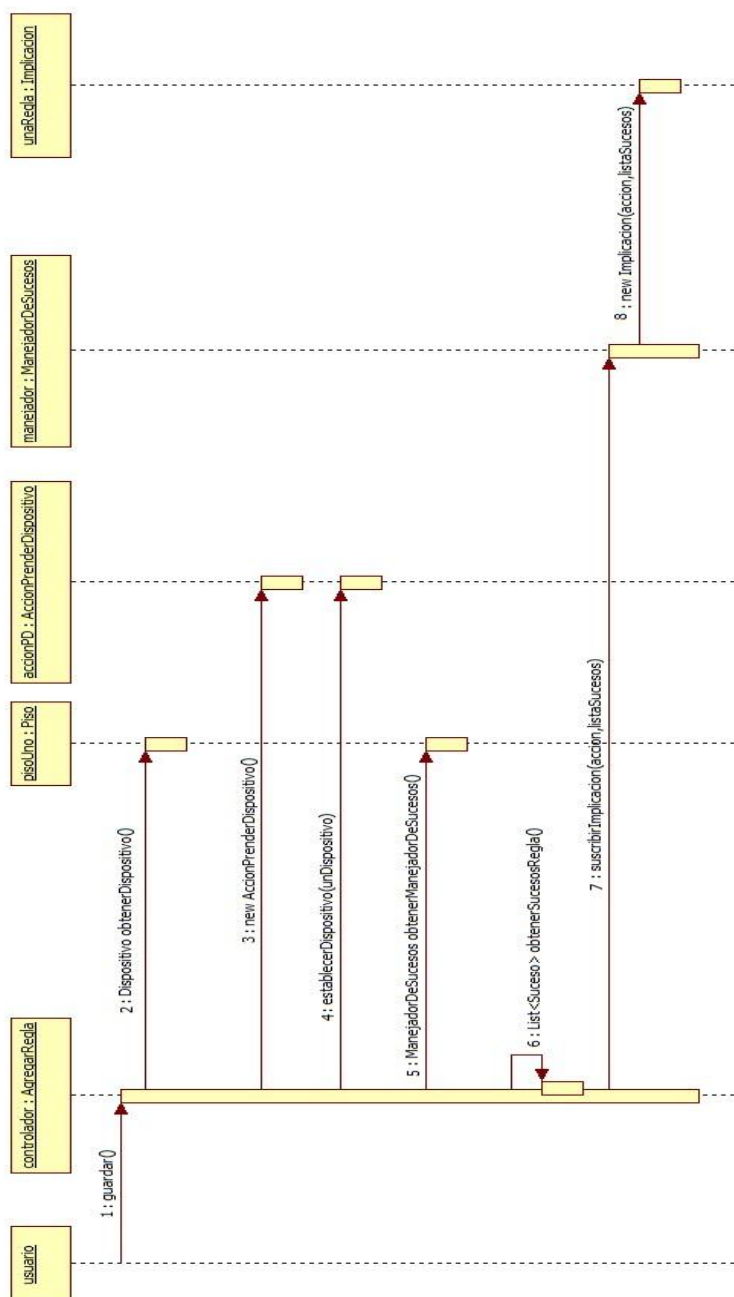 usuario
controlador : AgregarRegla
pisoUno : Piso
accionPD : AccionPrenderDispositivo
manejador : ManejadorDeSucesos
unaRegla : Implicacion
1 : guardar()
2 : Dispositivo obtenerDispositivo()
3 : new AccionPrenderDispositivo()
4 : establecerDispositivo(unDispositivo)
5 : ManejadorDeSucesos obtenerManejadorDeSucesos()
6 : List<Suceso> obtenerSucesosRegla()
7 : suscribirImplicacion(accion,listaSucesos)
8 : new Implicacion(accion,listaSucesos)